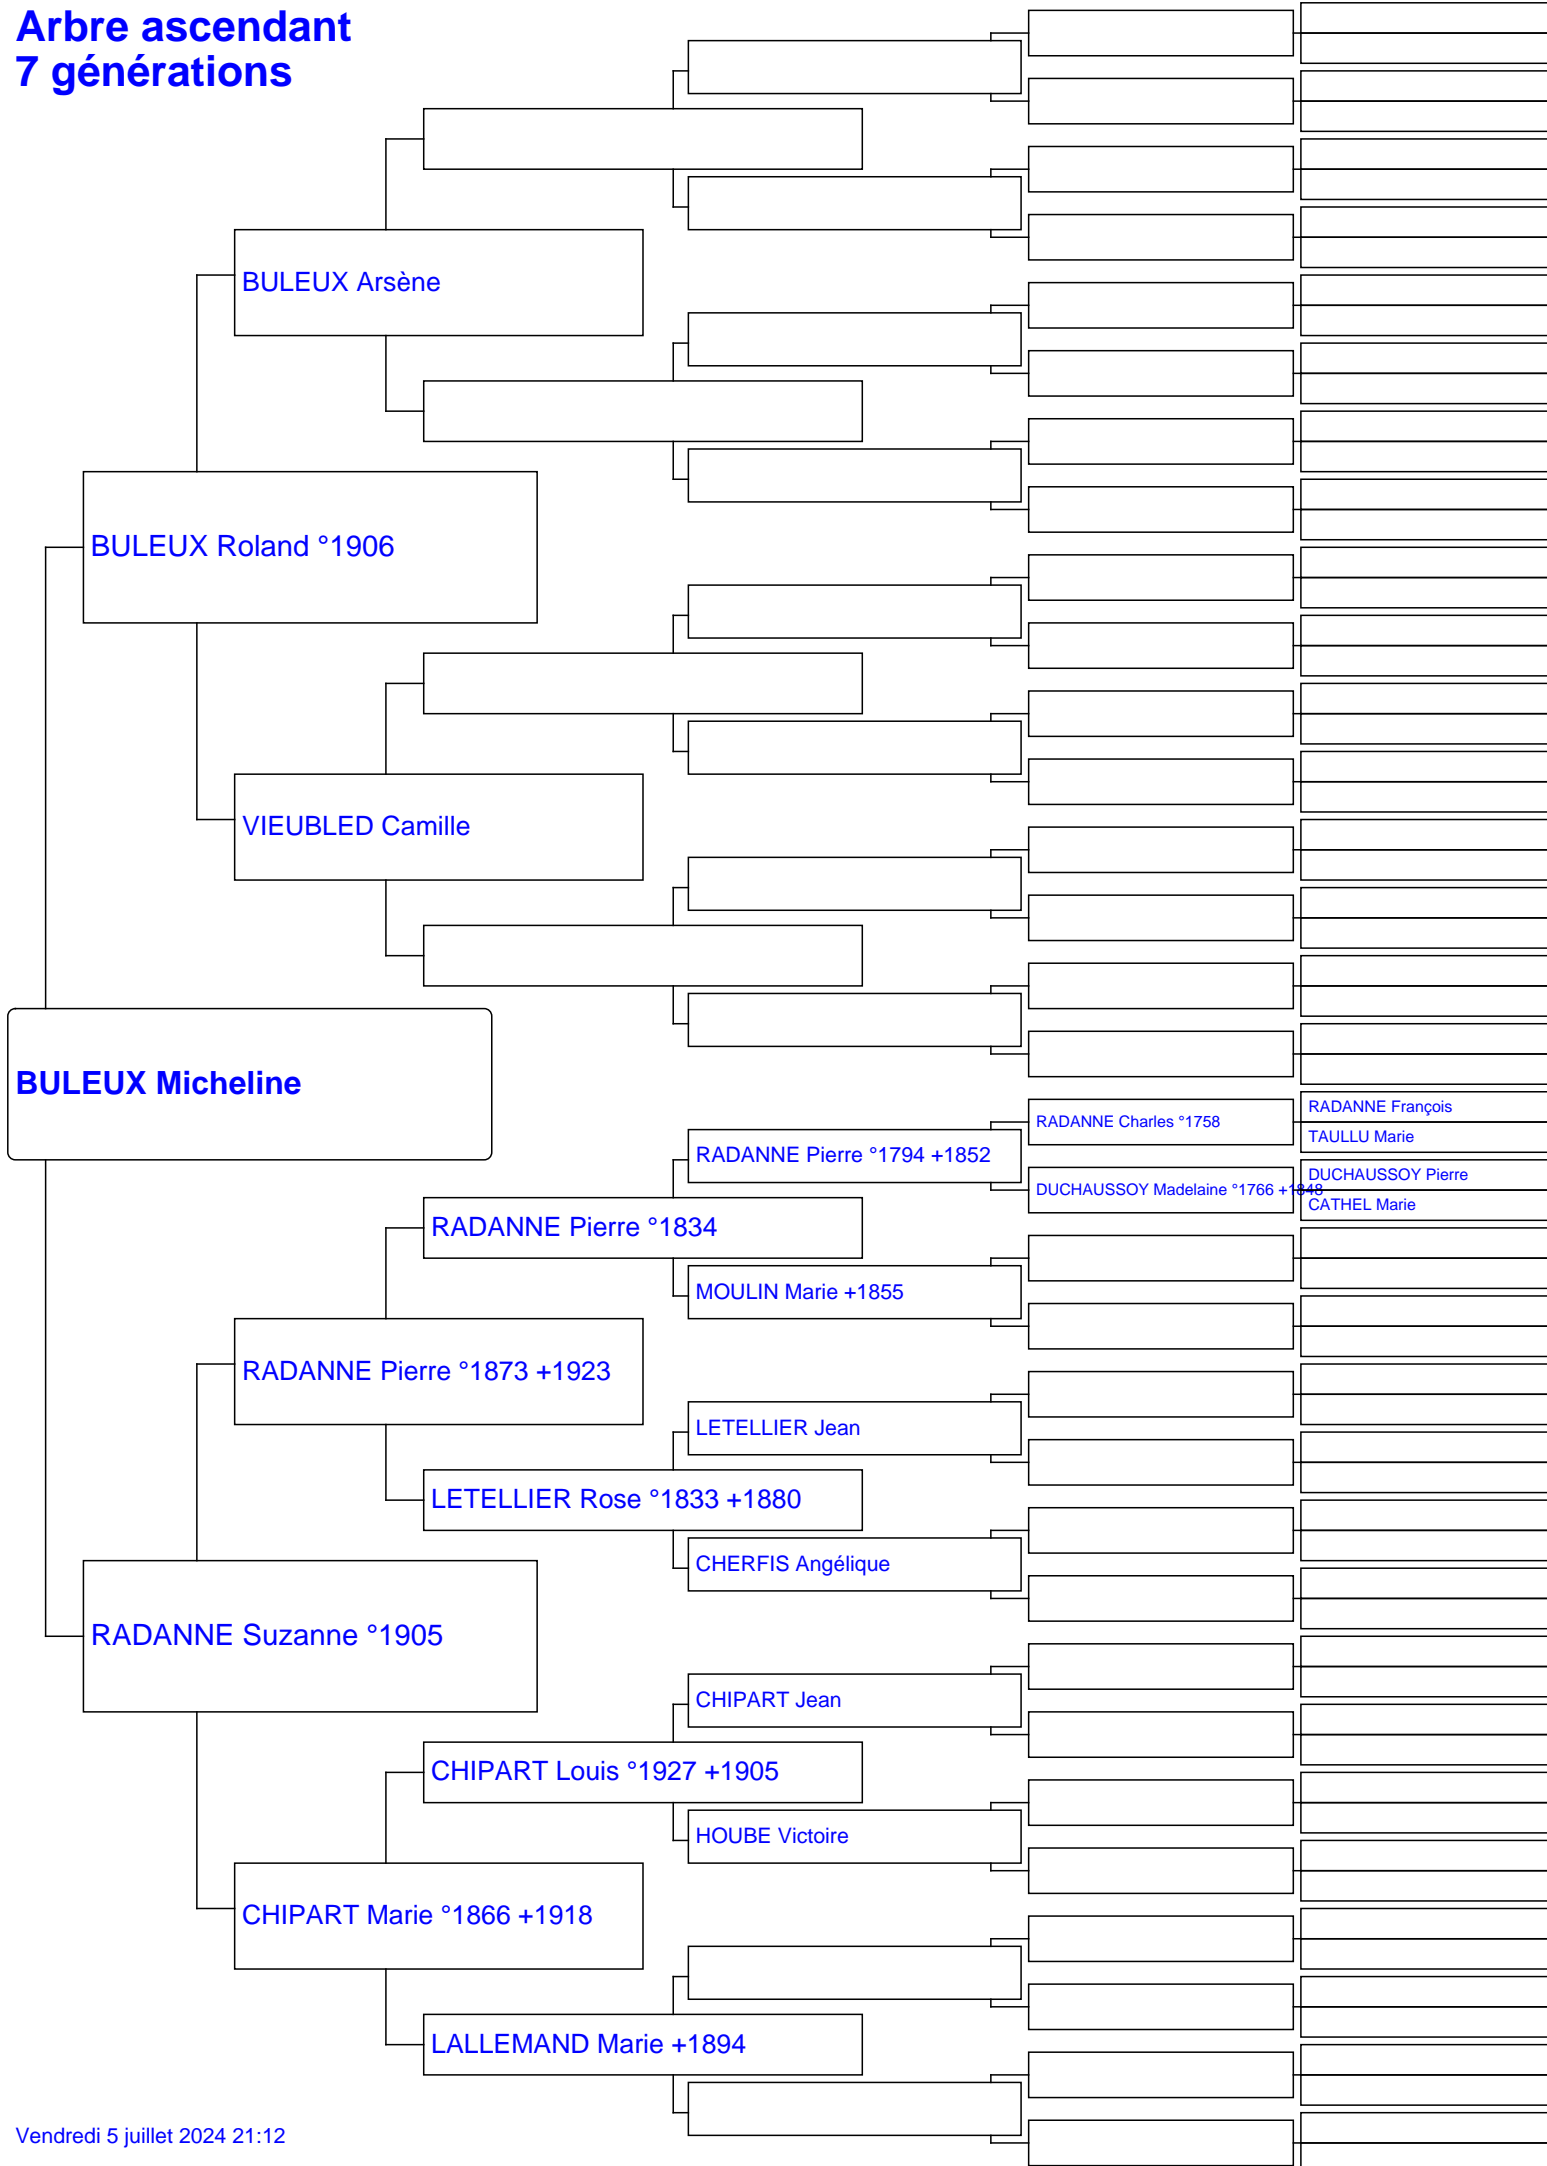 Arbre ascendant
7 générations
BULEUX Arsène
BULEUX Roland °1906
VIEUBLED Camille
BULEUX Micheline
RADANNE Charles °1758
RADANNE François
TAULLU Marie
RADANNE Pierre °1794 +1852
DUCHAUSSOY Madelaine °1766 +1848
DUCHAUSSOY Pierre
CATHEL Marie
RADANNE Pierre °1834
MOULIN Marie +1855
RADANNE Pierre °1873 +1923
LETELLIER Jean
LETELLIER Rose °1833 +1880
CHERFIS Angélique
RADANNE Suzanne °1905
CHIPART Jean
CHIPART Louis °1927 +1905
HOUBE Victoire
CHIPART Marie °1866 +1918
LALLEMAND Marie +1894
Vendredi 5 juillet 2024 21:12